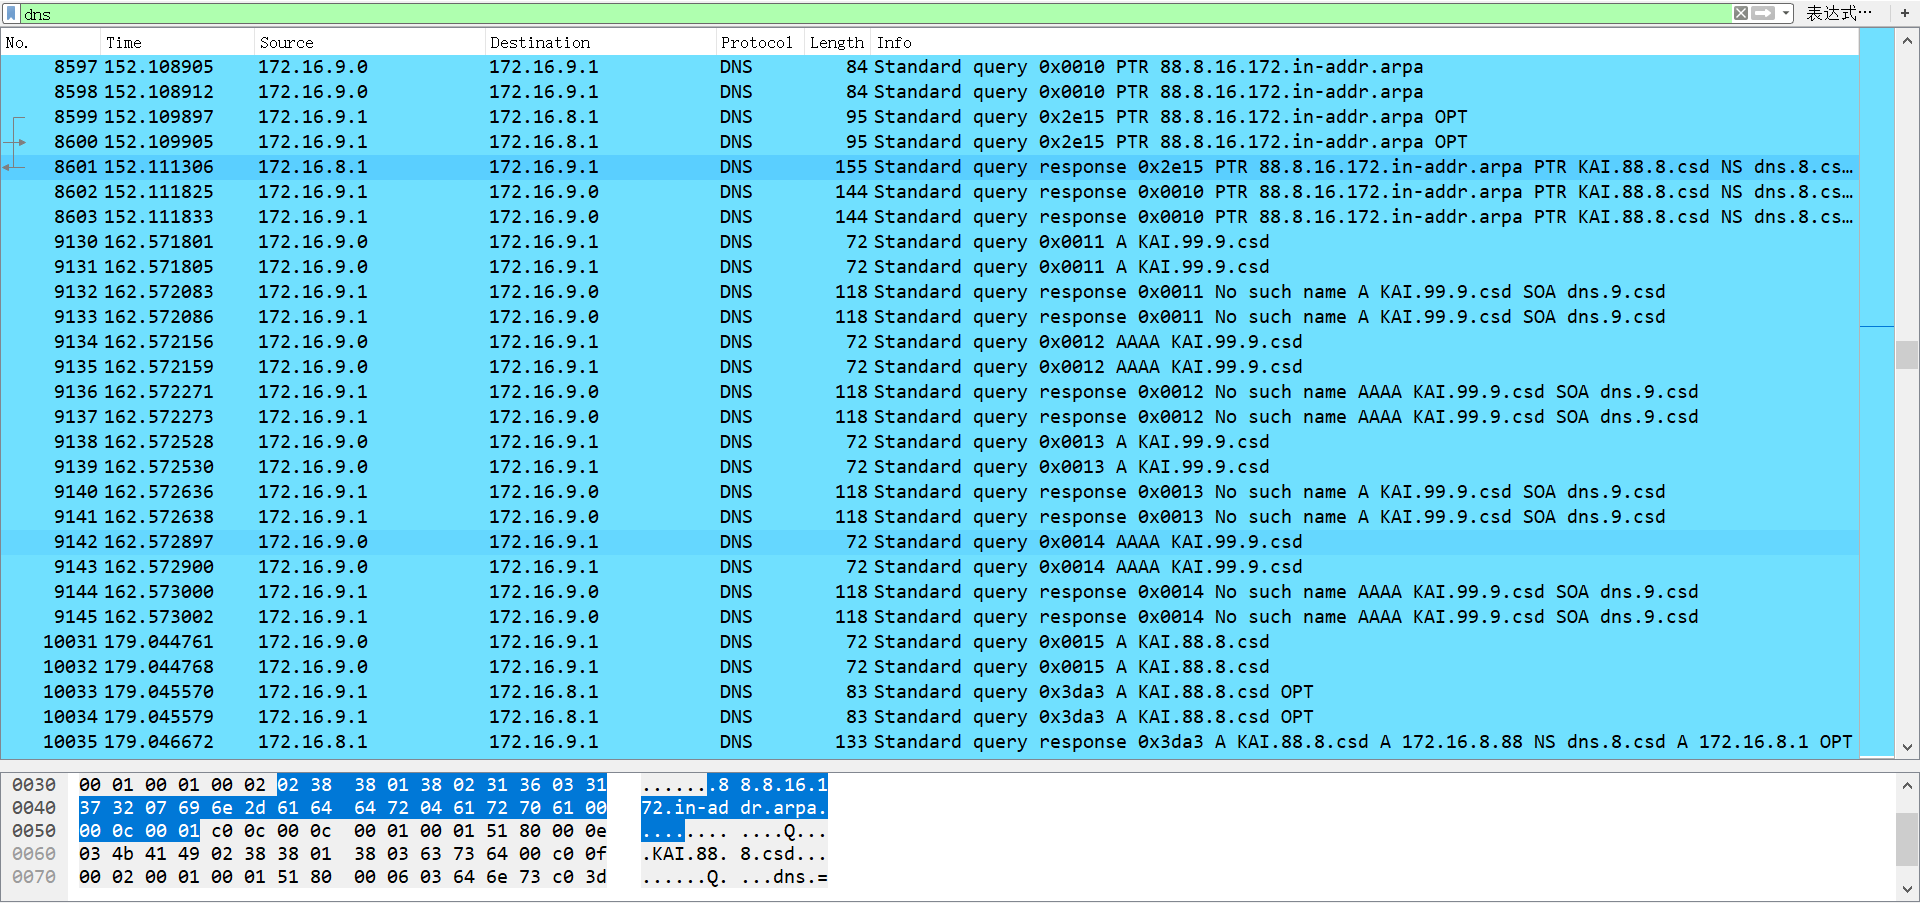 dns 表达式… +
No. Time Source Destination Protocol Length Info
8597 152.108905 172.16.9.0 172.16.9.1 DNS 84 Standard query 0x0010 PTR 88.8.16.172.in-addr.arpa
8598 152.108912 172.16.9.0 172.16.9.1 DNS 84 Standard query 0x0010 PTR 88.8.16.172.in-addr.arpa
8599 152.109897 172.16.9.1 172.16.8.1 DNS 95 Standard query 0x2e15 PTR 88.8.16.172.in-addr.arpa OPT
8600 152.109905 172.16.9.1 172.16.8.1 DNS 95 Standard query 0x2e15 PTR 88.8.16.172.in-addr.arpa OPT
8601 152.111306 172.16.8.1 172.16.9.1 DNS 155 Standard query response 0x2e15 PTR 88.8.16.172.in-addr.arpa PTR KAI.88.8.csd NS dns.8.cs…
8602 152.111825 172.16.9.1 172.16.9.0 DNS 144 Standard query response 0x0010 PTR 88.8.16.172.in-addr.arpa PTR KAI.88.8.csd NS dns.8.cs…
8603 152.111833 172.16.9.1 172.16.9.0 DNS 144 Standard query response 0x0010 PTR 88.8.16.172.in-addr.arpa PTR KAI.88.8.csd NS dns.8.cs…
9130 162.571801 172.16.9.0 172.16.9.1 DNS 72 Standard query 0x0011 A KAI.99.9.csd
9131 162.571805 172.16.9.0 172.16.9.1 DNS 72 Standard query 0x0011 A KAI.99.9.csd
9132 162.572083 172.16.9.1 172.16.9.0 DNS 118 Standard query response 0x0011 No such name A KAI.99.9.csd SOA dns.9.csd
9133 162.572086 172.16.9.1 172.16.9.0 DNS 118 Standard query response 0x0011 No such name A KAI.99.9.csd SOA dns.9.csd
9134 162.572156 172.16.9.0 172.16.9.1 DNS 72 Standard query 0x0012 AAAA KAI.99.9.csd
9135 162.572159 172.16.9.0 172.16.9.1 DNS 72 Standard query 0x0012 AAAA KAI.99.9.csd
9136 162.572271 172.16.9.1 172.16.9.0 DNS 118 Standard query response 0x0012 No such name AAAA KAI.99.9.csd SOA dns.9.csd
9137 162.572273 172.16.9.1 172.16.9.0 DNS 118 Standard query response 0x0012 No such name AAAA KAI.99.9.csd SOA dns.9.csd
9138 162.572528 172.16.9.0 172.16.9.1 DNS 72 Standard query 0x0013 A KAI.99.9.csd
9139 162.572530 172.16.9.0 172.16.9.1 DNS 72 Standard query 0x0013 A KAI.99.9.csd
9140 162.572636 172.16.9.1 172.16.9.0 DNS 118 Standard query response 0x0013 No such name A KAI.99.9.csd SOA dns.9.csd
9141 162.572638 172.16.9.1 172.16.9.0 DNS 118 Standard query response 0x0013 No such name A KAI.99.9.csd SOA dns.9.csd
9142 162.572897 172.16.9.0 172.16.9.1 DNS 72 Standard query 0x0014 AAAA KAI.99.9.csd
9143 162.572900 172.16.9.0 172.16.9.1 DNS 72 Standard query 0x0014 AAAA KAI.99.9.csd
9144 162.573000 172.16.9.1 172.16.9.0 DNS 118 Standard query response 0x0014 No such name AAAA KAI.99.9.csd SOA dns.9.csd
9145 162.573002 172.16.9.1 172.16.9.0 DNS 118 Standard query response 0x0014 No such name AAAA KAI.99.9.csd SOA dns.9.csd
10031 179.044761 172.16.9.0 172.16.9.1 DNS 72 Standard query 0x0015 A KAI.88.8.csd
10032 179.044768 172.16.9.0 172.16.9.1 DNS 72 Standard query 0x0015 A KAI.88.8.csd
10033 179.045570 172.16.9.1 172.16.8.1 DNS 83 Standard query 0x3da3 A KAI.88.8.csd OPT
10034 179.045579 172.16.9.1 172.16.8.1 DNS 83 Standard query 0x3da3 A KAI.88.8.csd OPT
10035 179.046672 172.16.8.1 172.16.9.1 DNS 133 Standard query response 0x3da3 A KAI.88.8.csd A 172.16.8.88 NS dns.8.csd A 172.16.8.1 OPT
0030 00 01 00 01 00 02 02 38 38 01 38 02 31 36 03 31 .......8 8.8.16.1
0040 37 32 07 69 6e 2d 61 64 64 72 04 61 72 70 61 00 72.in-ad dr.arpa.
0050 00 0c 00 01 c0 0c 00 0c 00 01 00 01 51 80 00 0e ........ ....Q...
0060 03 4b 41 49 02 38 38 01 38 03 63 73 64 00 c0 0f .KAI.88. 8.csd...
0070 00 02 00 01 00 01 51 80 00 06 03 64 6e 73 c0 3d ......Q. ...dns.=